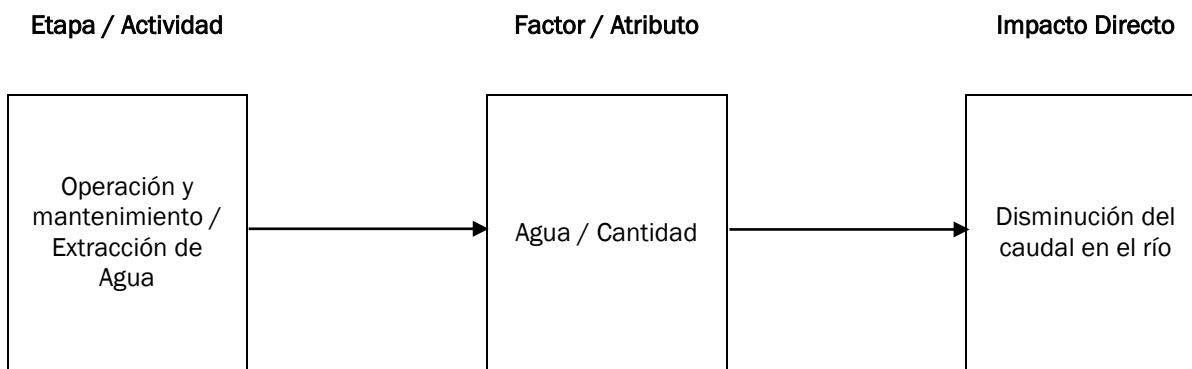 Etapa / Actividad
Factor / Atributo
Impacto Directo
Operación y
mantenimiento /
Extracción de
Agua
Agua / Cantidad
Disminución del
caudal en el río